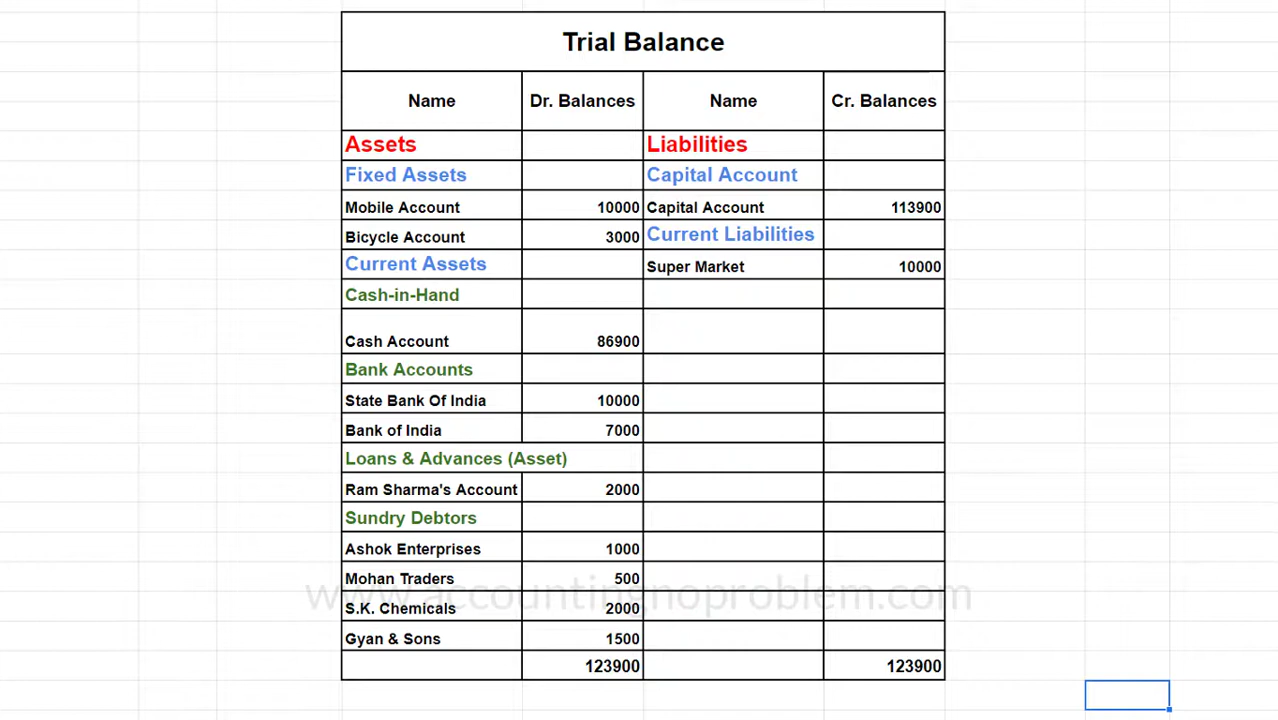 Trial Balance
Name Dr. Balances Name Cr. Balances
Assets Liabilities
Fixed Assets Capital Account
Mobile Account 10000 Capital Account 113900
Bicycle Account 3000 Current Liabilities
Current Assets Super Market 10000
Cash-in-Hand
Cash Account 86900
Bank Accounts
State Bank Of India 10000
Bank of India 7000
Loans & Advances (Asset)
Ram Sharma's Account 2000
Sundry Debtors
Ashok Enterprises 1000
Mohan Traders 500
www.accountingnoproblem.com
S.K. Chemicals 2000
Gyan & Sons 1500
123900 123900